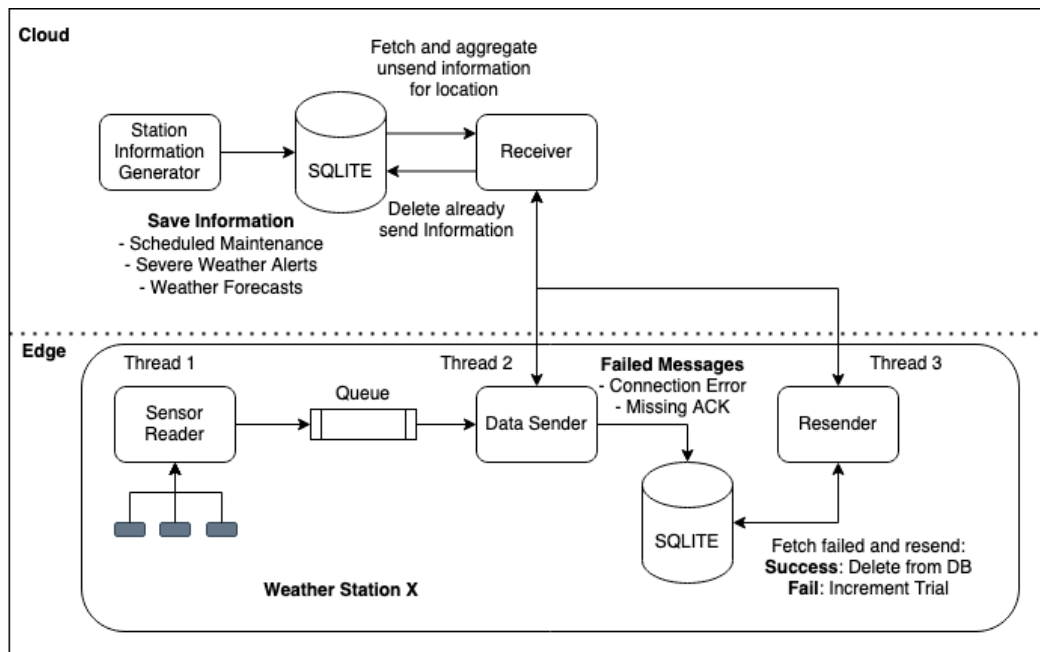 Cloud
Fetch and aggregate
unsend information
for location
Station
Information
Generator
SQLITE
Receiver
Delete already
send Information
Save Information
- Scheduled Maintenance
- Severe Weather Alerts
- Weather Forecasts
Edge
Thread 1
Thread 2
Failed Messages
- Connection Error
- Missing ACK
Thread 3
Sensor
Reader
Queue
Data Sender
Resender
SQLITE
Fetch failed and resend:
Success: Delete from DB
Fail: Increment Trial
Weather Station X